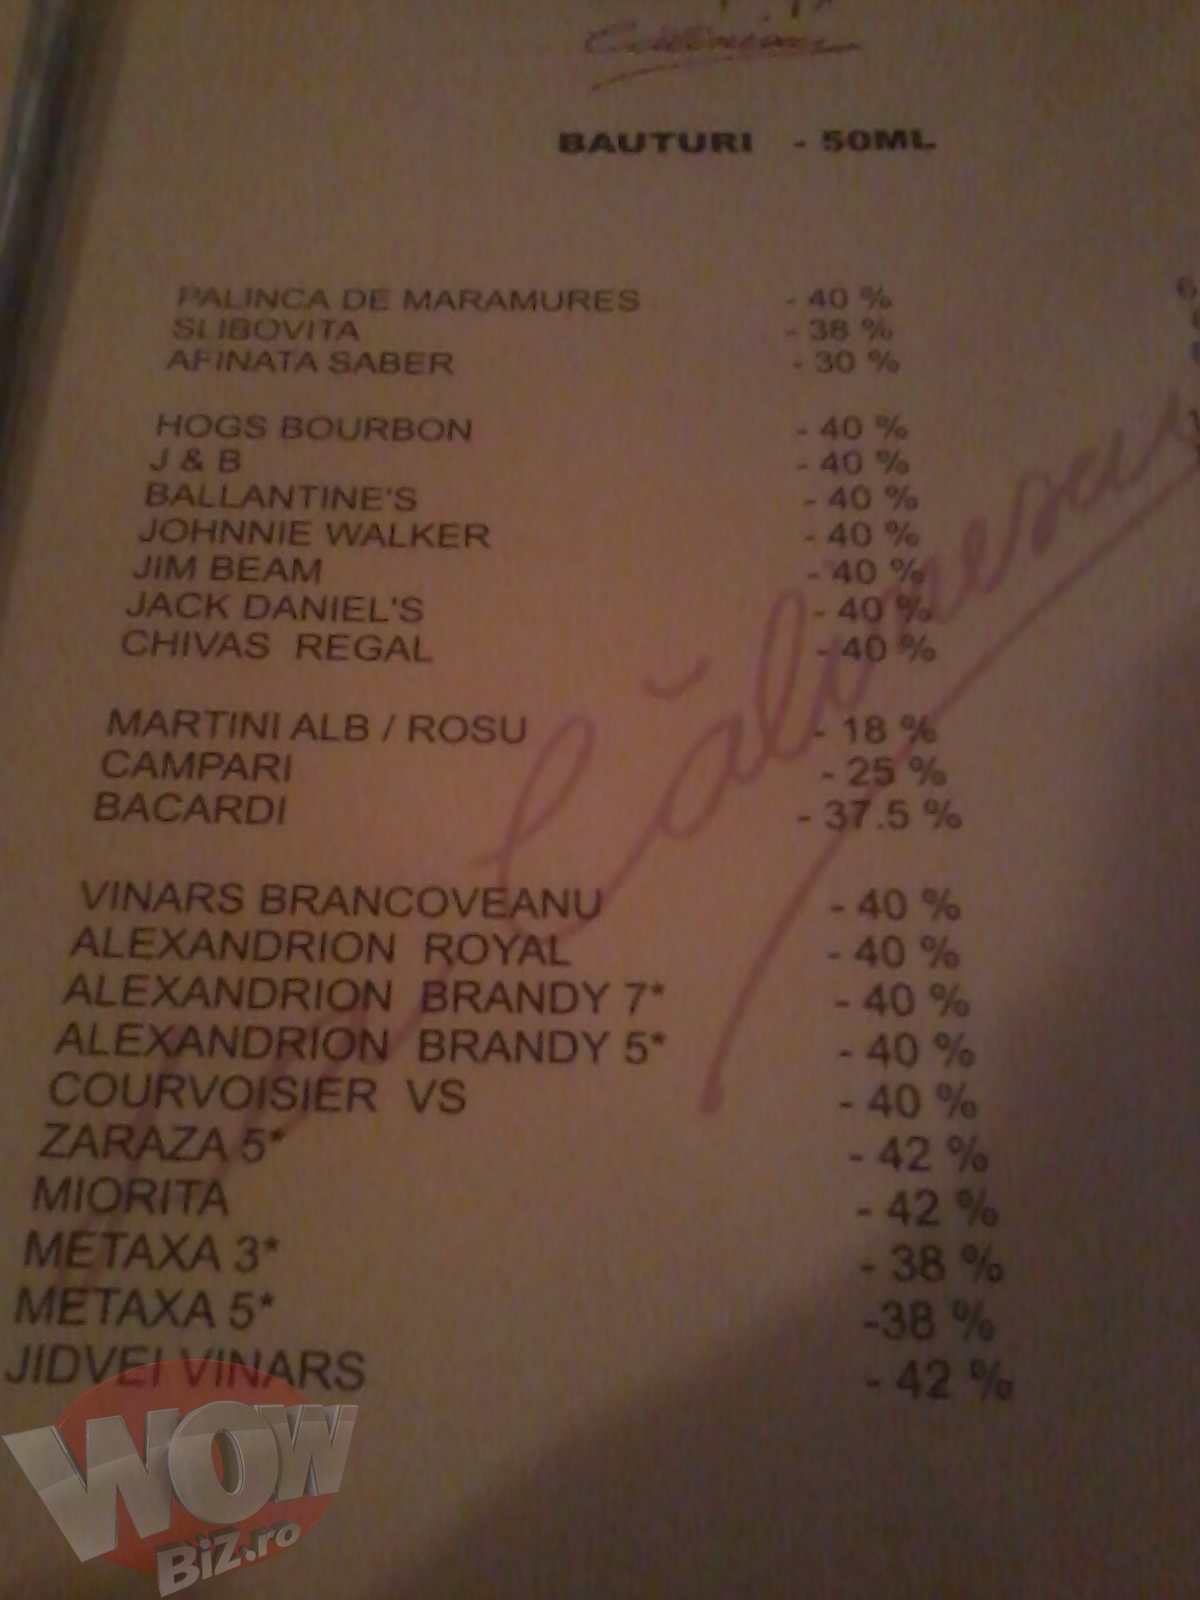 BAUTURI - 50ML
PALINCA DE MARAMURES - 40 % 6
SLIBOVITA - 38 %
AFINATA SABER - 30 %
HOGS BOURBON - 40 %
J & B - 40 %
BALLANTINE'S - 40 %
JOHNNIE WALKER - 40 %
JIM BEAM - 40 %
JACK DANIEL'S - 40 %
CHIVAS REGAL - 40 %
MARTINI ALB / ROSU - 18 %
CAMPARI - 25 %
BACARDI - 37.5 %
VINARS BRANCOVEANU - 40 %
ALEXANDRION ROYAL - 40 %
ALEXANDRION BRANDY 7* - 40 %
ALEXANDRION BRANDY 5* - 40 %
COURVOISIER VS - 40 %
ZARAZA 5* - 42 %
MIORITA - 42 %
METAXA 3* - 38 %
METAXA 5* -38 %
JIDVEI VINARS - 42 %
WOW
BiZ.ro